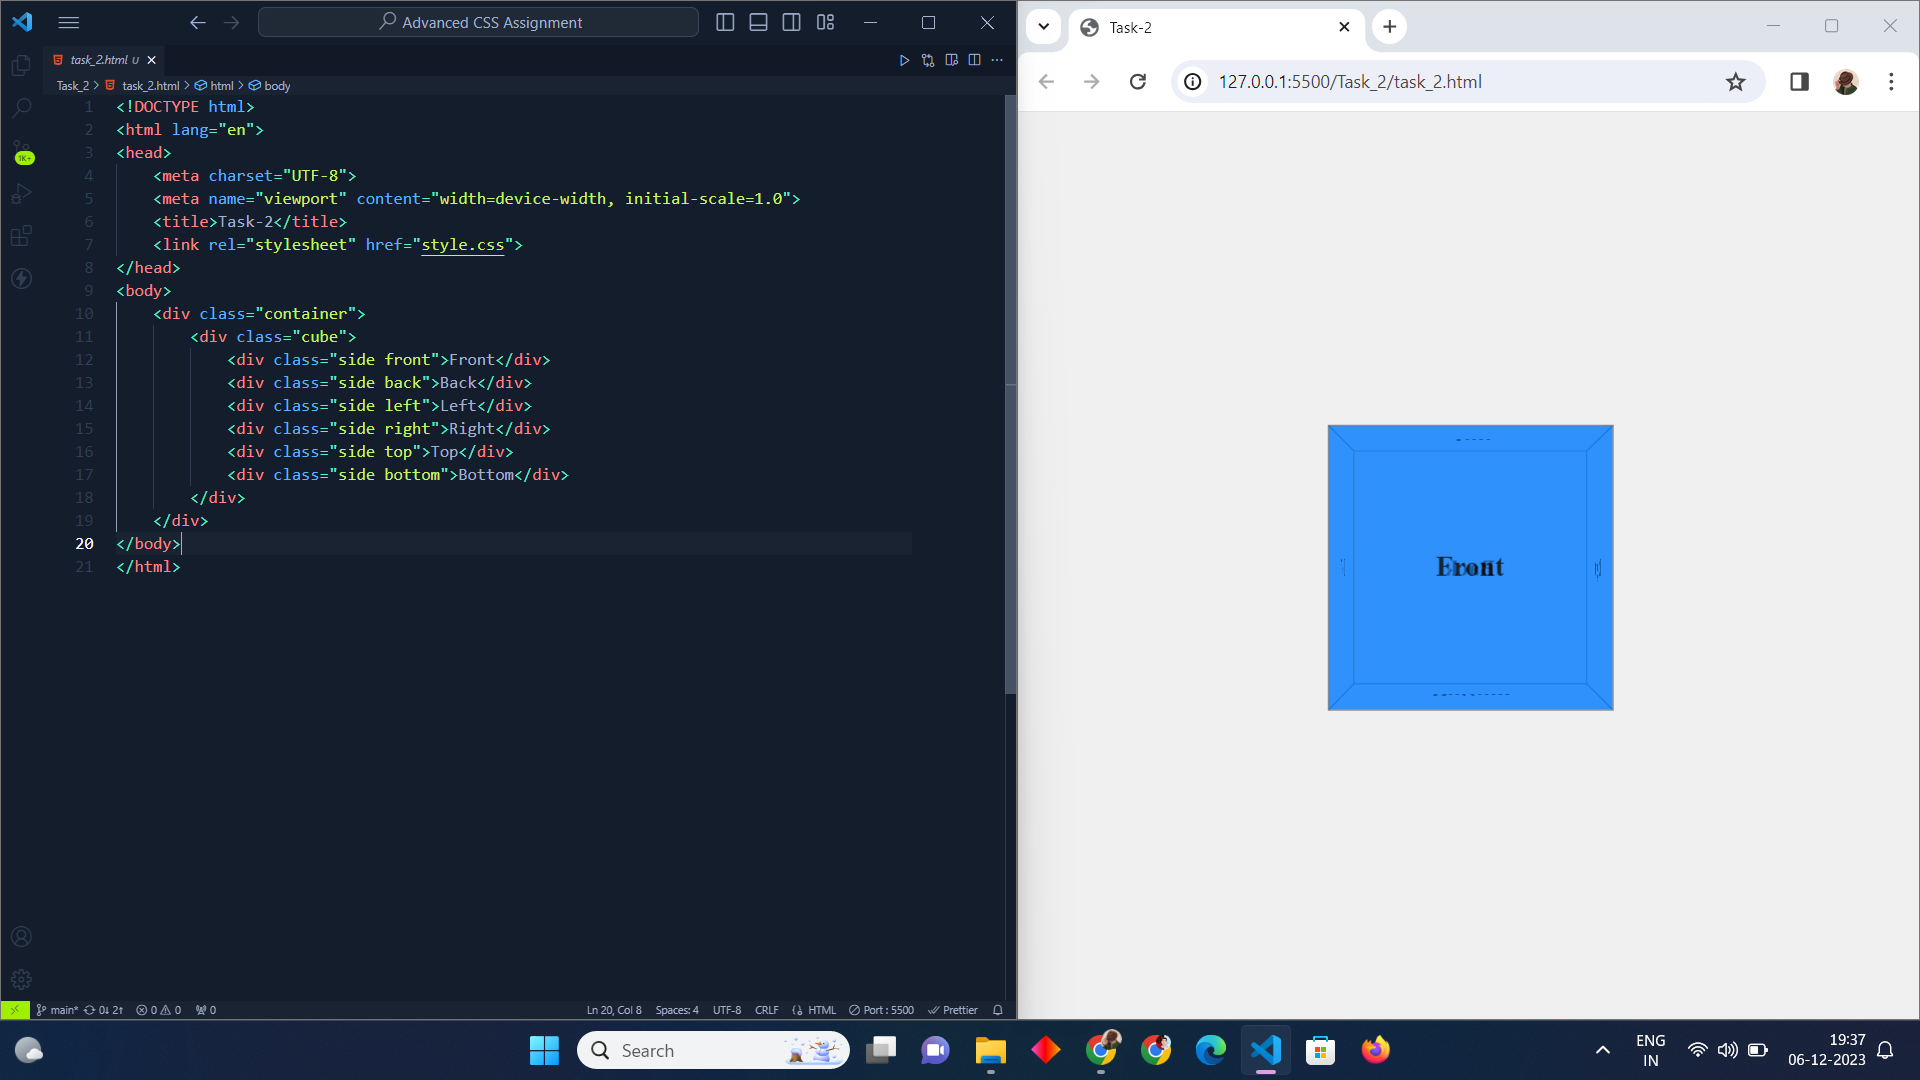 Advanced CSS Assignment
task_2.html U
Task_2 > task_2.html > html > body
1 <!DOCTYPE html>
2 <html lang="en">
3 <head>
4 <meta charset="UTF-8">
5 <meta name="viewport" content="width=device-width, initial-scale=1.0">
6 <title>Task-2</title>
7 <link rel="stylesheet" href="style.css">
8 </head>
9 <body>
10 <div class="container">
11 <div class="cube">
12 <div class="side front">Front</div>
13 <div class="side back">Back</div>
14 <div class="side left">Left</div>
15 <div class="side right">Right</div>
16 <div class="side top">Top</div>
17 <div class="side bottom">Bottom</div>
18 </div>
19 </div>
20 </body>
21 </html>
1K+
main* 0↓ 2↑ 0 0 0
Ln 20, Col 8 Spaces: 4 UTF-8 CRLF HTML Port : 5500 Prettier
Task-2
127.0.0.1:5500/Task_2/task_2.html
Front
Search
ENG
IN
19:37
06-12-2023